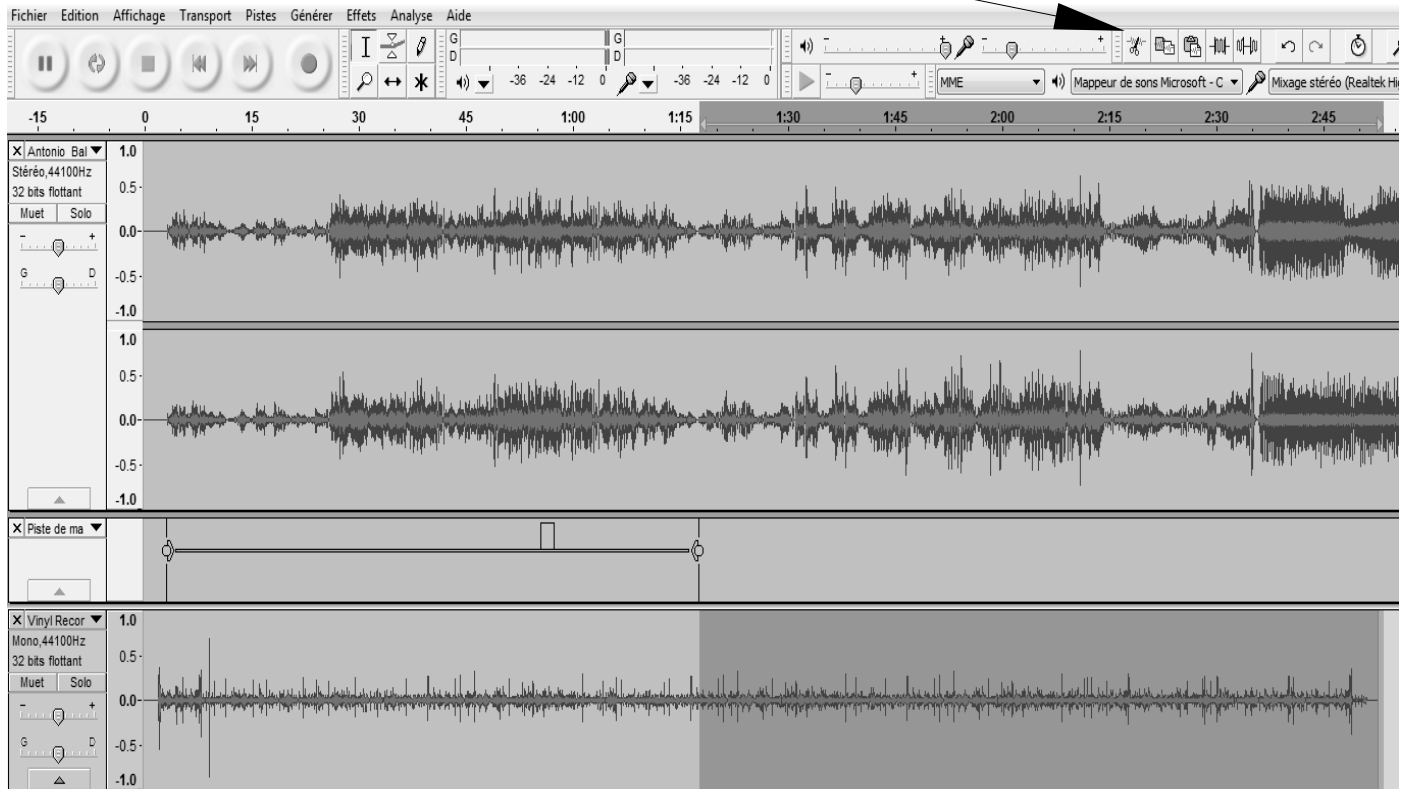 Fichier Edition Affichage Transport Pistes Générer Effets Analyse Aide
G G
D D
-36 -24 -12 0 -36 -24 -12 0
MME Mappeur de sons Microsoft - C Mixage stéréo (Realtek Hi
-15 0 15 30 45 1:00 1:15 1:30 1:45 2:00 2:15 2:30 2:45
X Antonio Bal
Stéréo,44100Hz
32 bits flottant
Muet Solo
- +
G D
1.0
0.5
0.0
-0.5
-1.0
1.0
0.5
0.0
-0.5
-1.0
X Piste de ma
X Vinyl Recor
Mono,44100Hz
32 bits flottant
Muet Solo
- +
G D
1.0
0.5
0.0
-0.5
-1.0